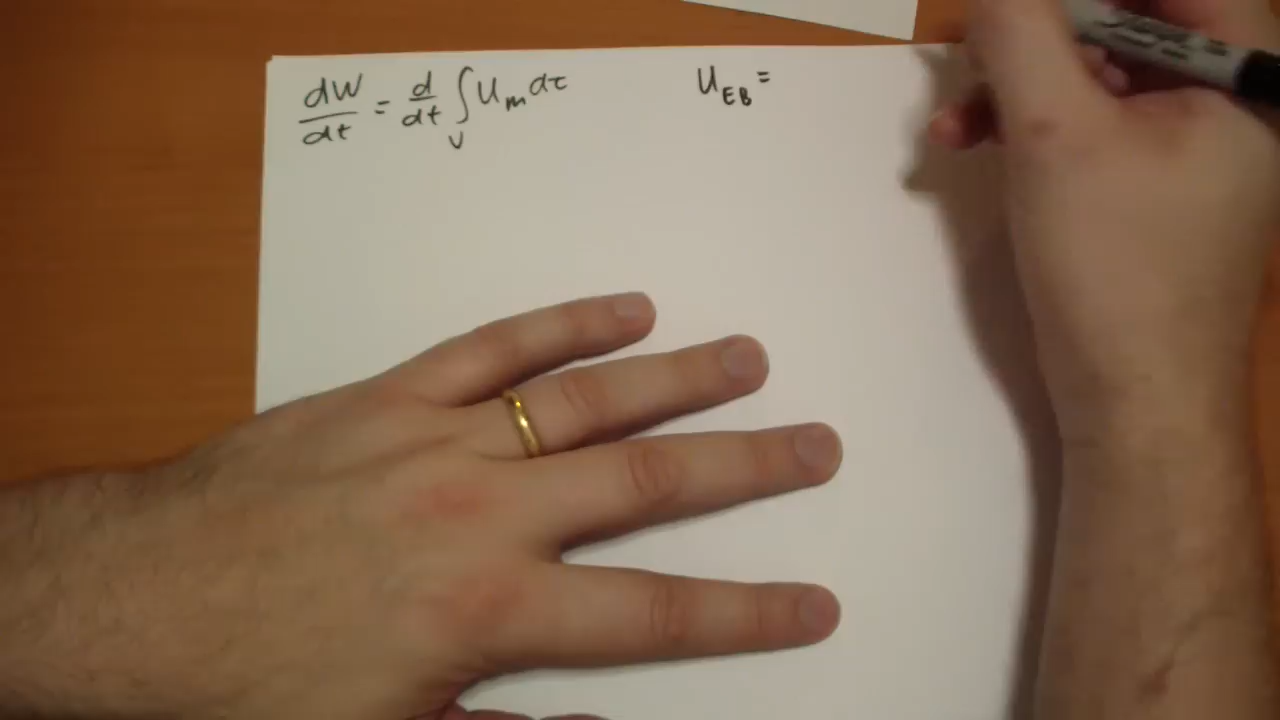 dW/dt = d/dt ∫_V U_m dτ
U_EB =